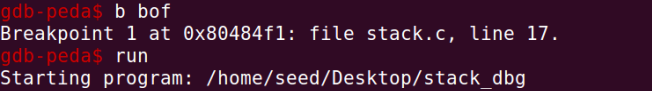 gdb-peda$ b bof
Breakpoint 1 at 0x80484f1: file stack.c, line 17.
gdb-peda$ run
Starting program: /home/seed/Desktop/stack_dbg